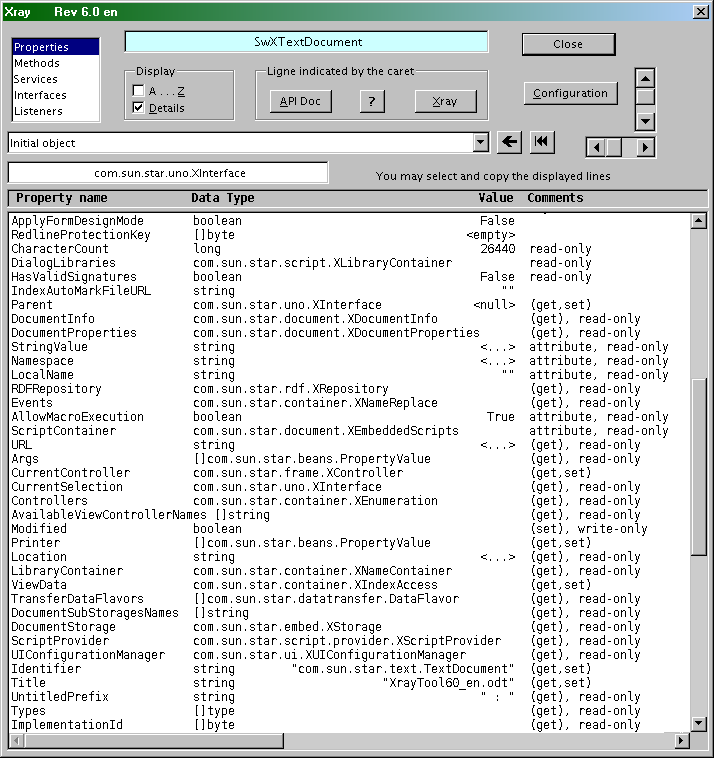 Xray Rev 6.0 en
Properties
Methods
Services
Interfaces
Listeners
SwXTextDocument
Close
Display
A . . . Z
Details
Ligne indicated by the caret
API Doc
?
Xray
Configuration
Initial object
com.sun.star.uno.XInterface
You may select and copy the displayed lines
Property name Data Type Value Comments
ApplyFormDesignMode boolean False
RedlineProtectionKey []byte <empty>
CharacterCount long 26440 read-only
DialogLibraries com.sun.star.script.XLibraryContainer read-only
HasValidSignatures boolean False read-only
IndexAutoMarkFileURL string ""
Parent com.sun.star.uno.XInterface <null> (get,set)
DocumentInfo com.sun.star.document.XDocumentInfo (get), read-only
DocumentProperties com.sun.star.document.XDocumentProperties (get), read-only
StringValue string <...> attribute, read-only
Namespace string <...> attribute, read-only
LocalName string "" attribute, read-only
RDFRepository com.sun.star.rdf.XRepository (get), read-only
Events com.sun.star.container.XNameReplace (get), read-only
AllowMacroExecution boolean True attribute, read-only
ScriptContainer com.sun.star.document.XEmbeddedScripts attribute, read-only
URL string <...> (get), read-only
Args []com.sun.star.beans.PropertyValue (get), read-only
CurrentController com.sun.star.frame.XController (get,set)
CurrentSelection com.sun.star.uno.XInterface (get), read-only
Controllers com.sun.star.container.XEnumeration (get), read-only
AvailableViewControllerNames []string (get), read-only
Modified boolean (set), write-only
Printer []com.sun.star.beans.PropertyValue (get,set)
Location string <...> (get), read-only
LibraryContainer com.sun.star.container.XNameContainer (get), read-only
ViewData com.sun.star.container.XIndexAccess (get,set)
TransferDataFlavors []com.sun.star.datatransfer.DataFlavor (get), read-only
DocumentSubStoragesNames []string (get), read-only
DocumentStorage com.sun.star.embed.XStorage (get), read-only
ScriptProvider com.sun.star.script.provider.XScriptProvider (get), read-only
UIConfigurationManager com.sun.star.ui.XUIConfigurationManager (get), read-only
Identifier string "com.sun.star.text.TextDocument" (get,set)
Title string "XrayTool60_en.odt" (get,set)
UntitledPrefix string " : " (get), read-only
Types []type (get), read-only
ImplementationId []byte (get), read-only